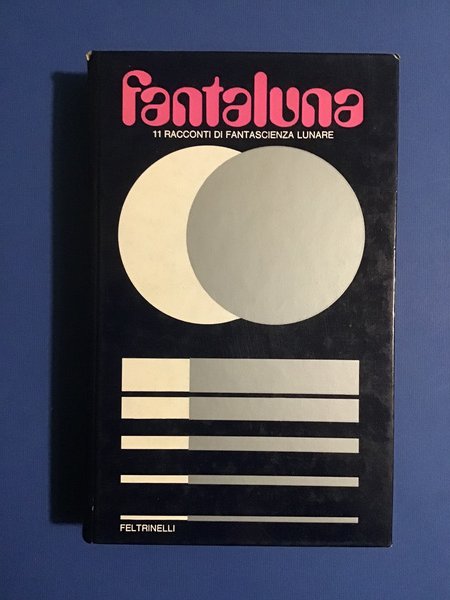 fantaluna
11 RACCONTI DI FANTASCIENZA LUNARE
FELTRINELLI